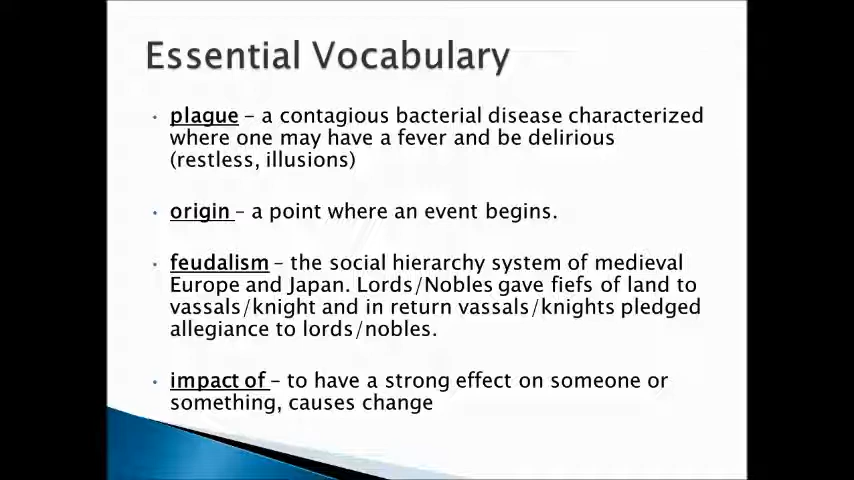 Essential Vocabulary
• plague – a contagious bacterial disease characterized
where one may have a fever and be delirious
(restless, illusions)
• origin – a point where an event begins.
• feudalism – the social hierarchy system of medieval
Europe and Japan. Lords/Nobles gave fiefs of land to
vassals/knight and in return vassals/knights pledged
allegiance to lords/nobles.
• impact of – to have a strong effect on someone or
something, causes change